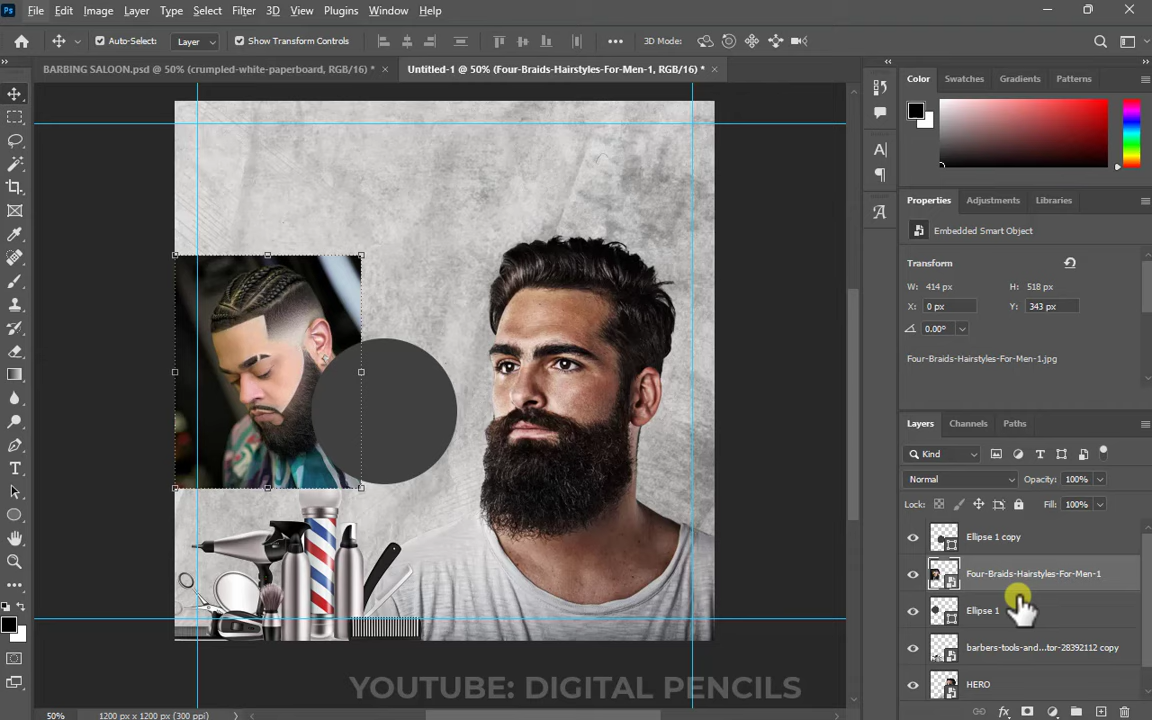 Ps File Edit Image Layer Type Select Filter 3D View Plugins Window Help
Auto-Select: Layer Show Transform Controls 3D Mode:
BARBING SALOON.psd @ 50% (crumpled-white-paperboard, RGB/16) * × Untitled-1 @ 50% (Four-Braids-Hairstyles-For-Men-1, RGB/16) * ×
Color Swatches Gradients Patterns
Properties Adjustments Libraries
Embedded Smart Object
Transform
W: 414 px H: 518 px
X: 0 px Y: 343 px
0.00°
Four-Braids-Hairstyles-For-Men-1.jpg
Layers Channels Paths
Kind
Normal Opacity: 100%
Lock: Fill: 100%
Ellipse 1 copy
Four-Braids-Hairstyles-For-Men-1
Ellipse 1
barbers-tools-and...tor-28392112 copy
HERO
YOUTUBE: DIGITAL PENCILS
50% 1200 px x 1200 px (300 ppi)
fx